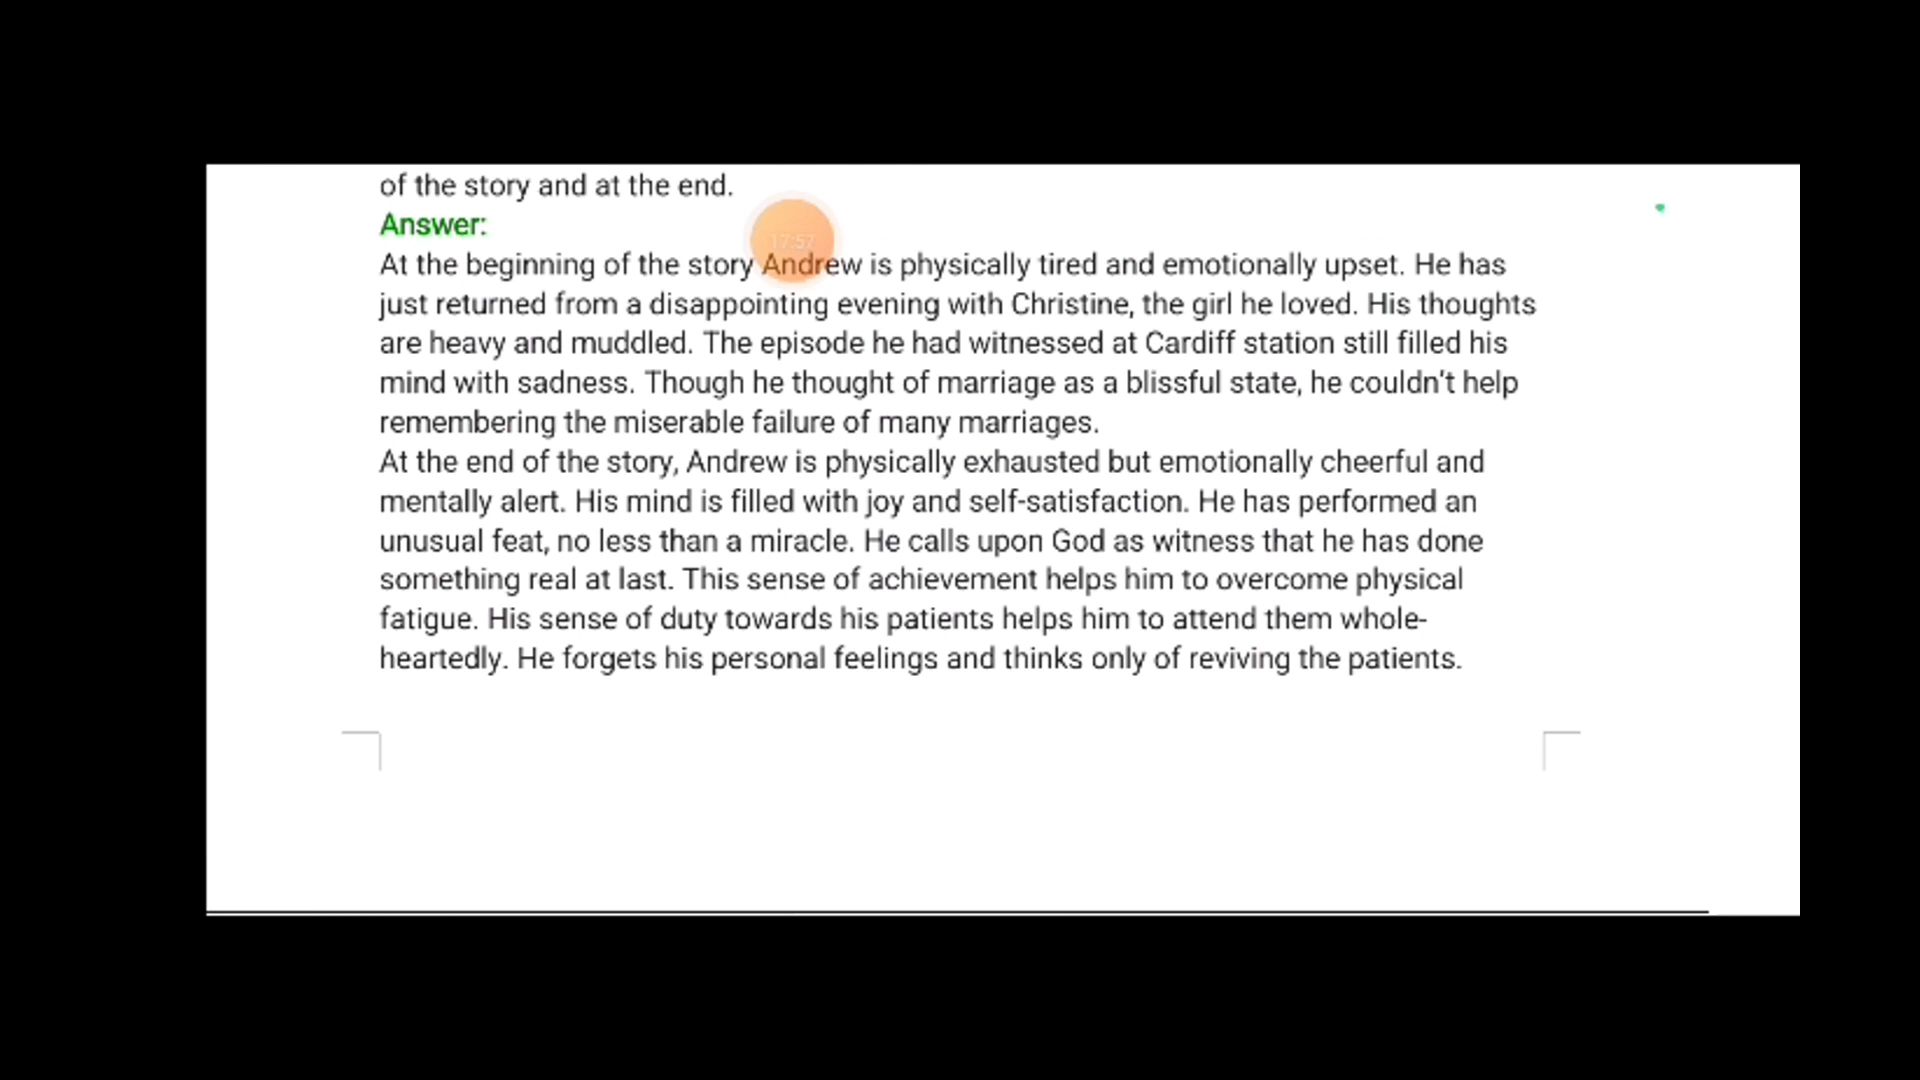 of the story and at the end.
Answer:
17:57
At the beginning of the story Andrew is physically tired and emotionally upset. He has
just returned from a disappointing evening with Christine, the girl he loved. His thoughts
are heavy and muddled. The episode he had witnessed at Cardiff station still filled his
mind with sadness. Though he thought of marriage as a blissful state, he couldn't help
remembering the miserable failure of many marriages.
At the end of the story, Andrew is physically exhausted but emotionally cheerful and
mentally alert. His mind is filled with joy and self-satisfaction. He has performed an
unusual feat, no less than a miracle. He calls upon God as witness that he has done
something real at last. This sense of achievement helps him to overcome physical
fatigue. His sense of duty towards his patients helps him to attend them whole-
heartedly. He forgets his personal feelings and thinks only of reviving the patients.